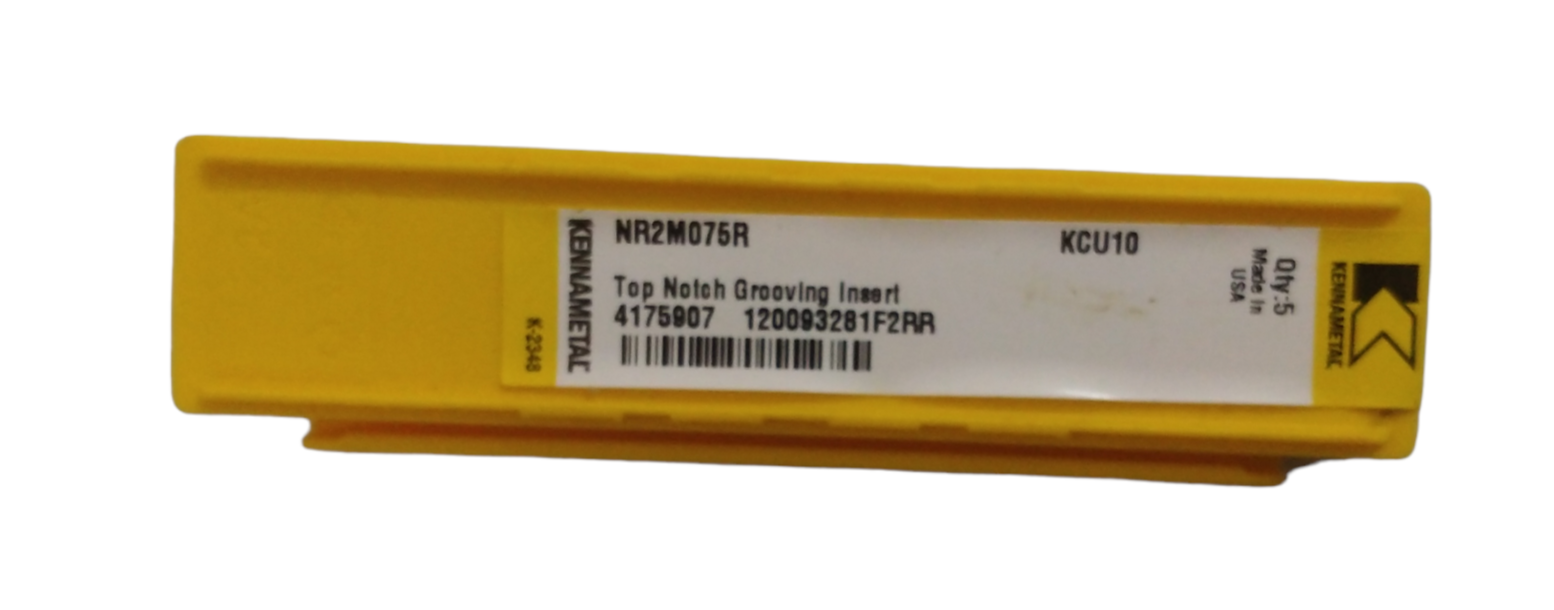 KENNAMETAL
K-2348
NR2M075R KCU10
Top Notch Grooving Insert
4175907 120093281F2RR
Qty:5
Made In
USA
KENNAMETAL